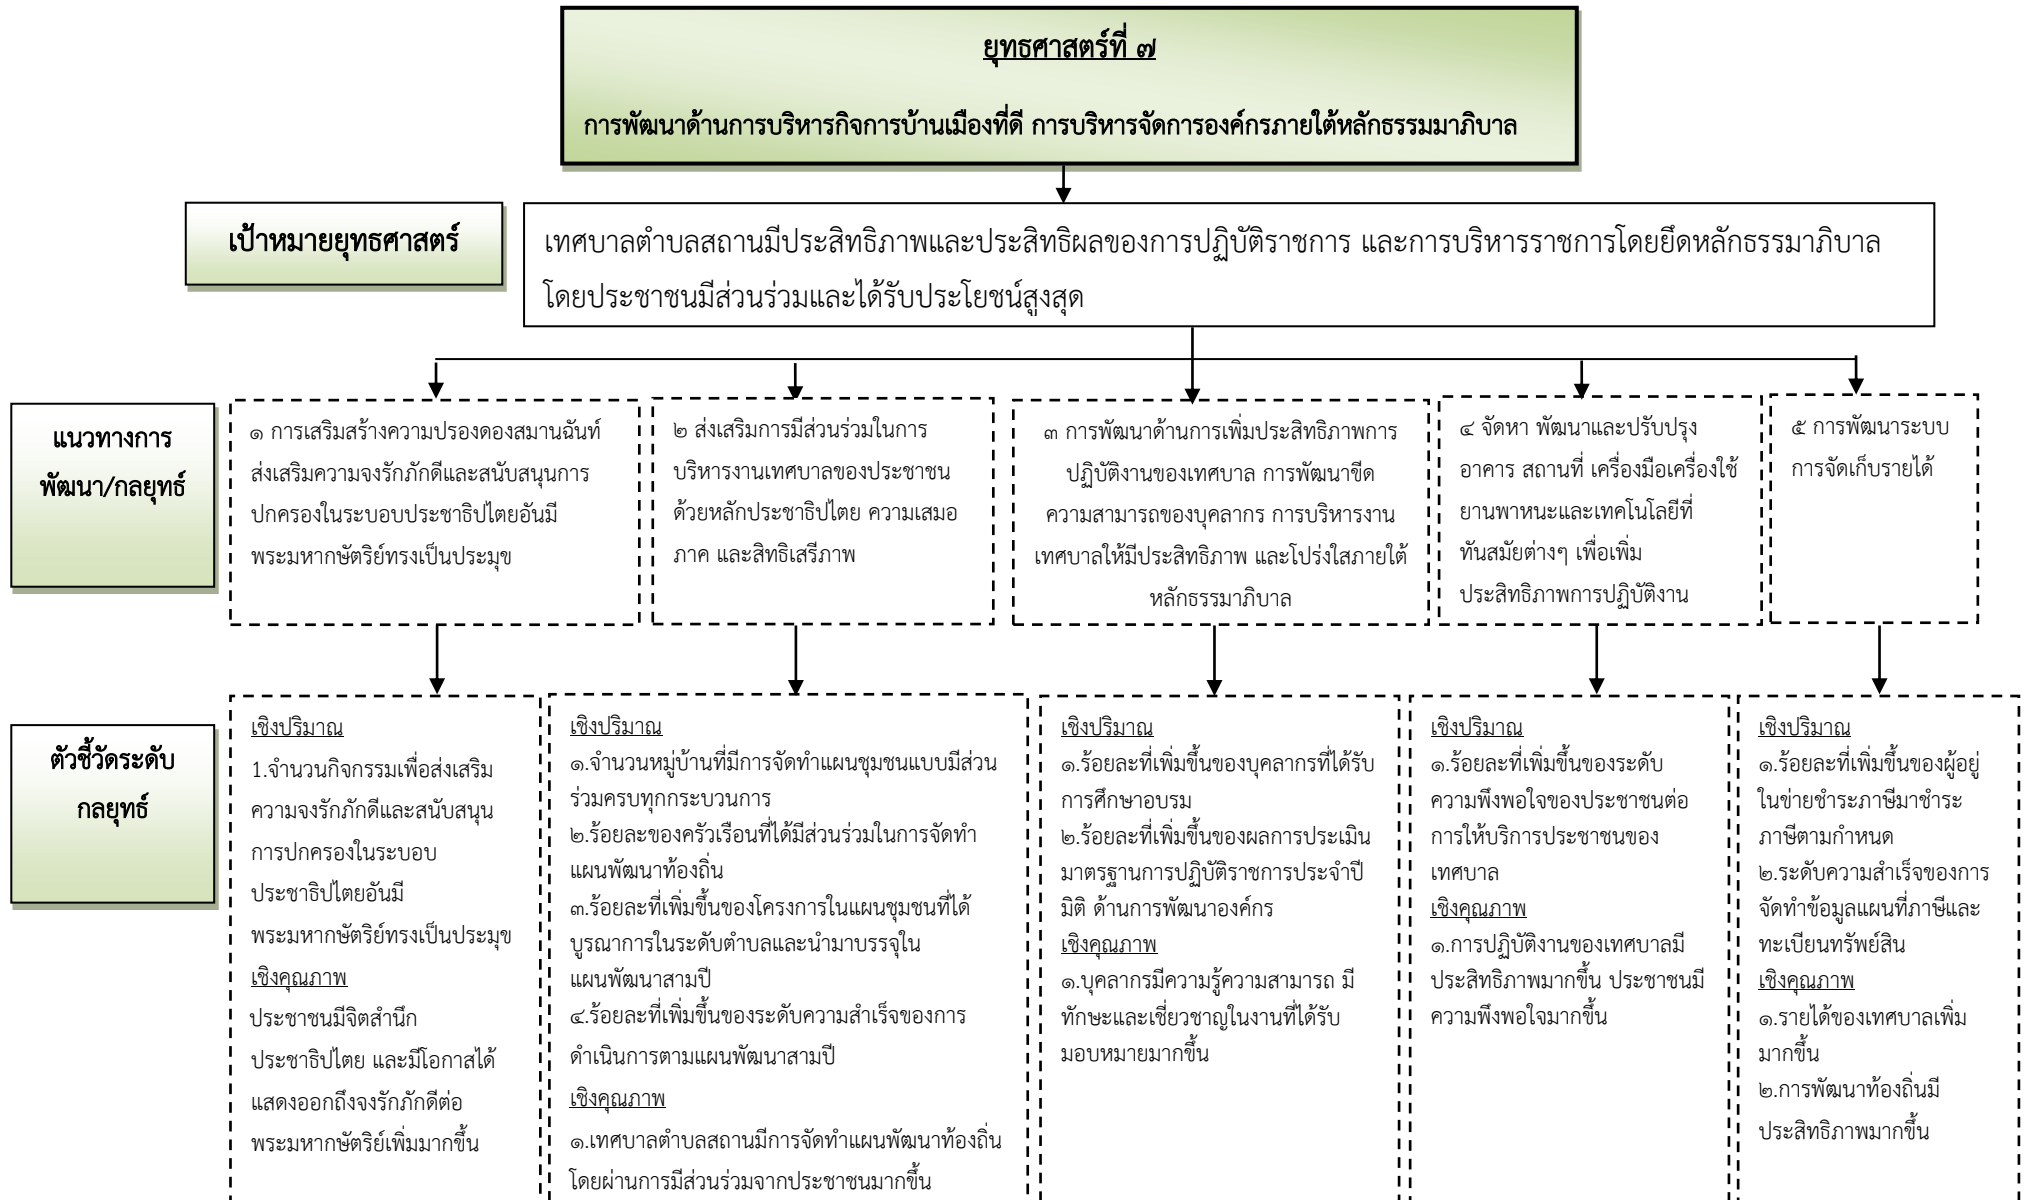 ยุทธศาสตร์ที่ ๗
การพัฒนาด้านการบริหารกิจการบ้านเมืองที่ดี การบริหารจัดการองค์กรภายใต้หลักธรรมมาภิบาล
เป้าหมายยุทธศาสตร์
เทศบาลตำบลสถานมีประสิทธิภาพและประสิทธิผลของการปฏิบัติราชการ และการบริหารราชการโดยยึดหลักธรรมาภิบาล
โดยประชาชนมีส่วนร่วมและได้รับประโยชน์สูงสุด
แนวทางการ
พัฒนา/กลยุทธ์
๑ การเสริมสร้างความปรองดองสมานฉันท์
ส่งเสริมความจงรักภักดีและสนับสนุนการ
ปกครองในระบอบประชาธิปไตยอันมี
พระมหากษัตริย์ทรงเป็นประมุข
๒ ส่งเสริมการมีส่วนร่วมในการ
บริหารงานเทศบาลของประชาชน
ด้วยหลักประชาธิปไตย ความเสมอ
ภาค และสิทธิเสรีภาพ
๓ การพัฒนาด้านการเพิ่มประสิทธิภาพการ
ปฏิบัติงานของเทศบาล การพัฒนาขีด
ความสามารถของบุคลากร การบริหารงาน
เทศบาลให้มีประสิทธิภาพ และโปร่งใสภายใต้
หลักธรรมาภิบาล
๔ จัดหา พัฒนาและปรับปรุง
อาคาร สถานที่ เครื่องมือเครื่องใช้
ยานพาหนะและเทคโนโลยีที่
ทันสมัยต่างๆ เพื่อเพิ่ม
ประสิทธิภาพการปฏิบัติงาน
๕ การพัฒนาระบบ
การจัดเก็บรายได้
ตัวชี้วัดระดับ
กลยุทธ์
เชิงปริมาณ
1.จำนวนกิจกรรมเพื่อส่งเสริม
ความจงรักภักดีและสนับสนุน
การปกครองในระบอบ
ประชาธิปไตยอันมี
พระมหากษัตริย์ทรงเป็นประมุข
เชิงคุณภาพ
ประชาชนมีจิตสำนึก
ประชาธิปไตย และมีโอกาสได้
แสดงออกถึงจงรักภักดีต่อ
พระมหากษัตริย์เพิ่มมากขึ้น
เชิงปริมาณ
๑.จำนวนหมู่บ้านที่มีการจัดทำแผนชุมชนแบบมีส่วน
ร่วมครบทุกกระบวนการ
๒.ร้อยละของครัวเรือนที่ได้มีส่วนร่วมในการจัดทำ
แผนพัฒนาท้องถิ่น
๓.ร้อยละที่เพิ่มขึ้นของโครงการในแผนชุมชนที่ได้
บูรณาการในระดับตำบลและนำมาบรรจุใน
แผนพัฒนาสามปี
๔.ร้อยละที่เพิ่มขึ้นของระดับความสำเร็จของการ
ดำเนินการตามแผนพัฒนาสามปี
เชิงคุณภาพ
๑.เทศบาลตำบลสถานมีการจัดทำแผนพัฒนาท้องถิ่น
โดยผ่านการมีส่วนร่วมจากประชาชนมากขึ้น
เชิงปริมาณ
๑.ร้อยละที่เพิ่มขึ้นของบุคลากรที่ได้รับ
การศึกษาอบรม
๒.ร้อยละที่เพิ่มขึ้นของผลการประเมิน
มาตรฐานการปฏิบัติราชการประจำปี
มิติ ด้านการพัฒนาองค์กร
เชิงคุณภาพ
๑.บุคลากรมีความรู้ความสามารถ มี
ทักษะและเชี่ยวชาญในงานที่ได้รับ
มอบหมายมากขึ้น
เชิงปริมาณ
๑.ร้อยละที่เพิ่มขึ้นของระดับ
ความพึงพอใจของประชาชนต่อ
การให้บริการประชาชนของ
เทศบาล
เชิงคุณภาพ
๑.การปฏิบัติงานของเทศบาลมี
ประสิทธิภาพมากขึ้น ประชาชนมี
ความพึงพอใจมากขึ้น
เชิงปริมาณ
๑.ร้อยละที่เพิ่มขึ้นของผู้อยู่
ในข่ายชำระภาษีมาชำระ
ภาษีตามกำหนด
๒.ระดับความสำเร็จของการ
จัดทำข้อมูลแผนที่ภาษีและ
ทะเบียนทรัพย์สิน
เชิงคุณภาพ
๑.รายได้ของเทศบาลเพิ่ม
มากขึ้น
๒.การพัฒนาท้องถิ่นมี
ประสิทธิภาพมากขึ้น